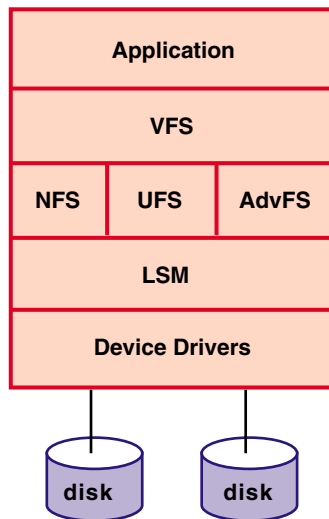 Application
VFS
NFS UFS AdvFS
LSM
Device Drivers
disk disk